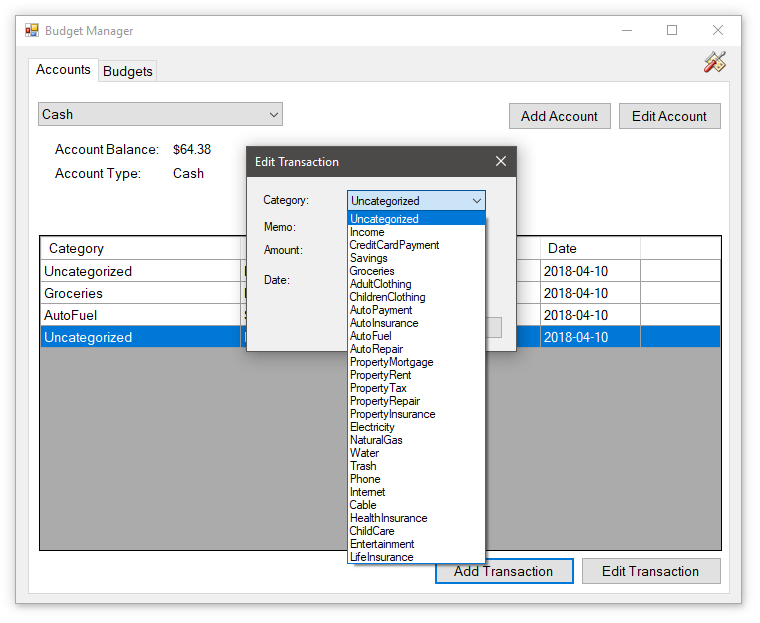 Budget Manager
Accounts Budgets
Cash
Add Account Edit Account
Account Balance: $64.38
Account Type: Cash
Edit Transaction
Category: Uncategorized
Memo:
Amount:
Date:
Uncategorized
Income
CreditCardPayment
Savings
Groceries
AdultClothing
ChildrenClothing
AutoPayment
AutoInsurance
AutoFuel
AutoRepair
PropertyMortgage
PropertyRent
PropertyTax
PropertyRepair
PropertyInsurance
Electricity
NaturalGas
Water
Trash
Phone
Internet
Cable
HealthInsurance
ChildCare
Entertainment
LifeInsurance
Category Date
Uncategorized 2018-04-10
Groceries 2018-04-10
AutoFuel 2018-04-10
Uncategorized 2018-04-10
Add Transaction Edit Transaction